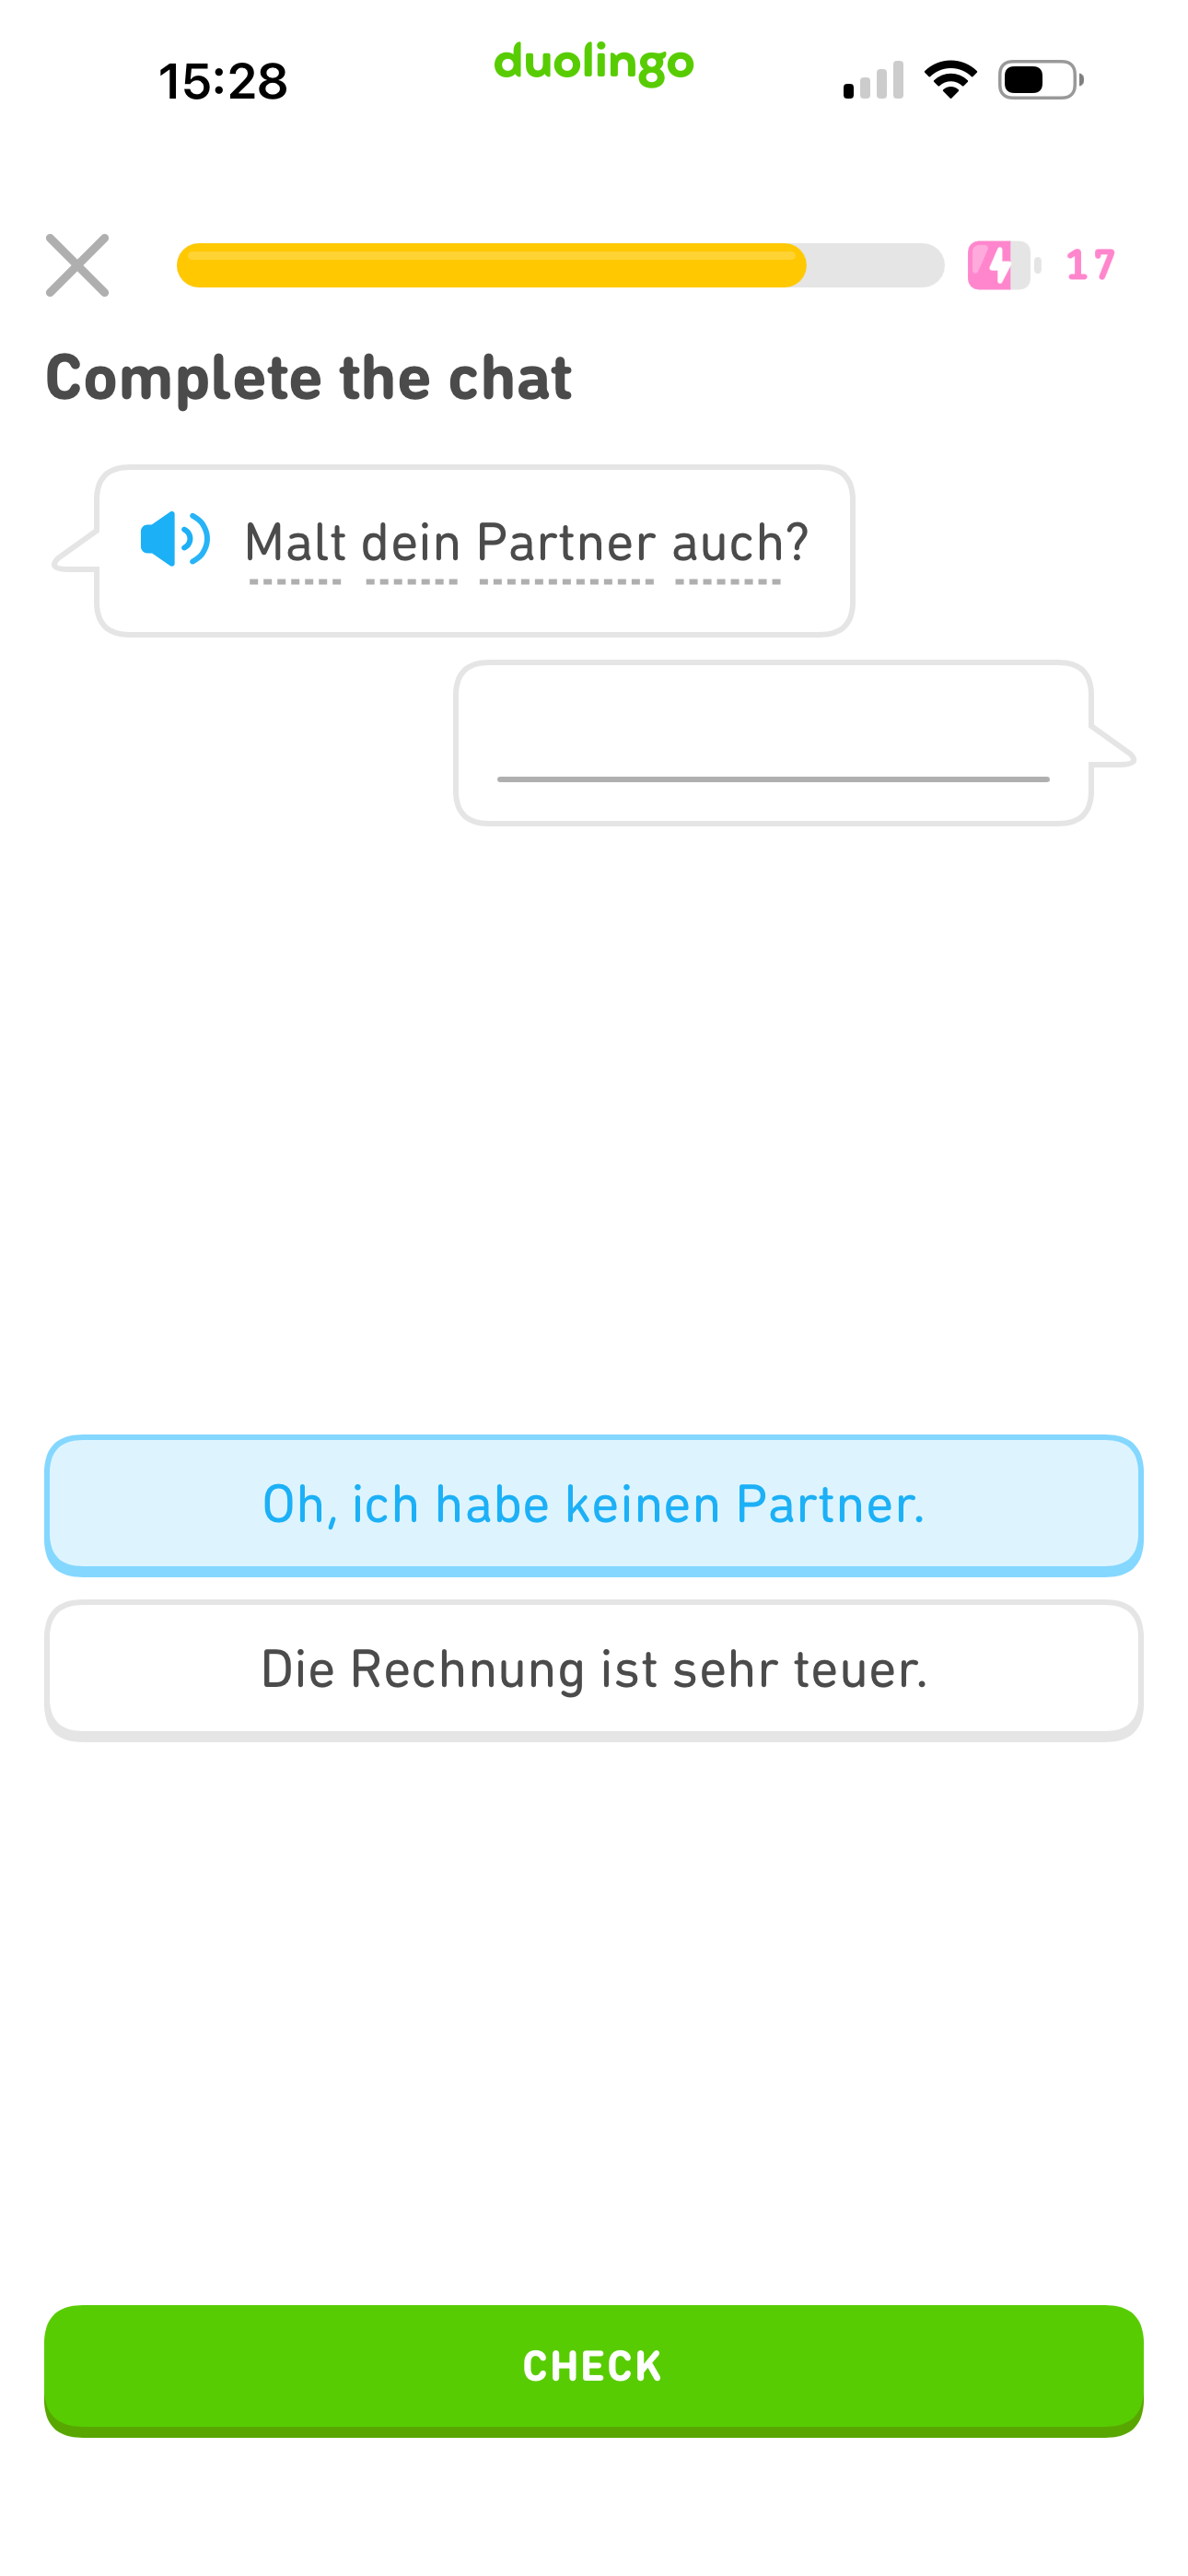 15:28
duolingo
17
Complete the chat
Malt dein Partner auch?
Oh, ich habe keinen Partner.
Die Rechnung ist sehr teuer.
CHECK